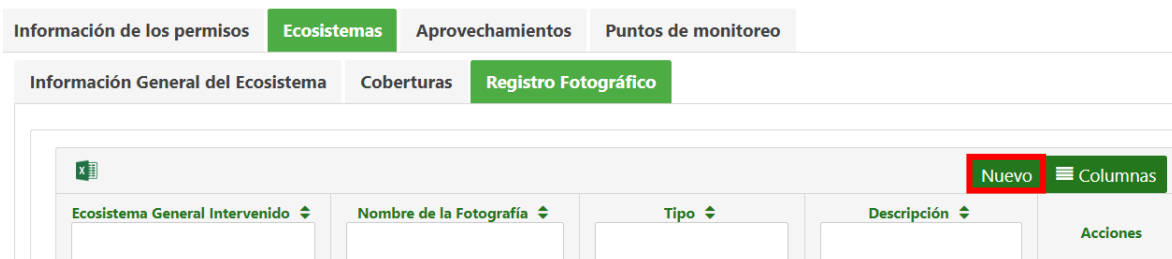 Información de los permisos Ecosistemas Aprovechamientos Puntos de monitoreo
Información General del Ecosistema Coberturas Registro Fotográfico
Nuevo Columnas
Ecosistema General Intervenido Nombre de la Fotografía Tipo Descripción
Acciones